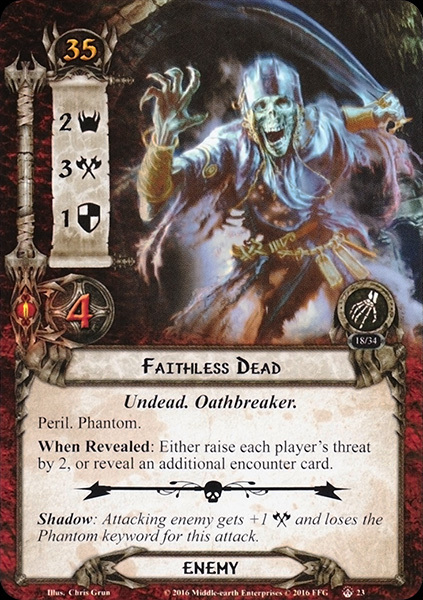 35
2
3
1
4
18/34
Faithless Dead
Undead. Oathbreaker.
Peril. Phantom.
When Revealed: Either raise each player's threat
by 2, or reveal an additional encounter card.
Shadow: Attacking enemy gets +1 and loses the
Phantom keyword for this attack.
ENEMY
Illus. Chris Grun © 2016 Middle-earth Enterprises © 2016 FFG 23